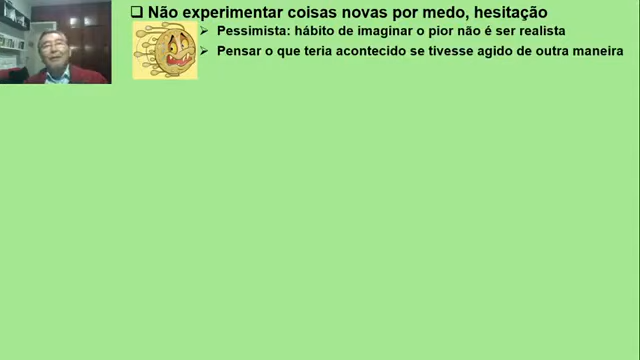 ❑ Não experimentar coisas novas por medo, hesitação
➢ Pessimista: hábito de imaginar o pior não é ser realista
➢ Pensar o que teria acontecido se tivesse agido de outra maneira